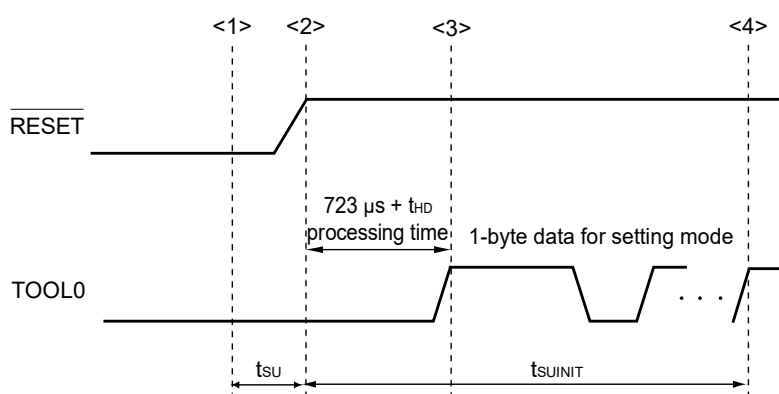 <1> <2> <3> <4>
RESET
723 µs + tHD
processing time
1-byte data for setting mode
TOOL0
. . .
tSU
tSUINIT